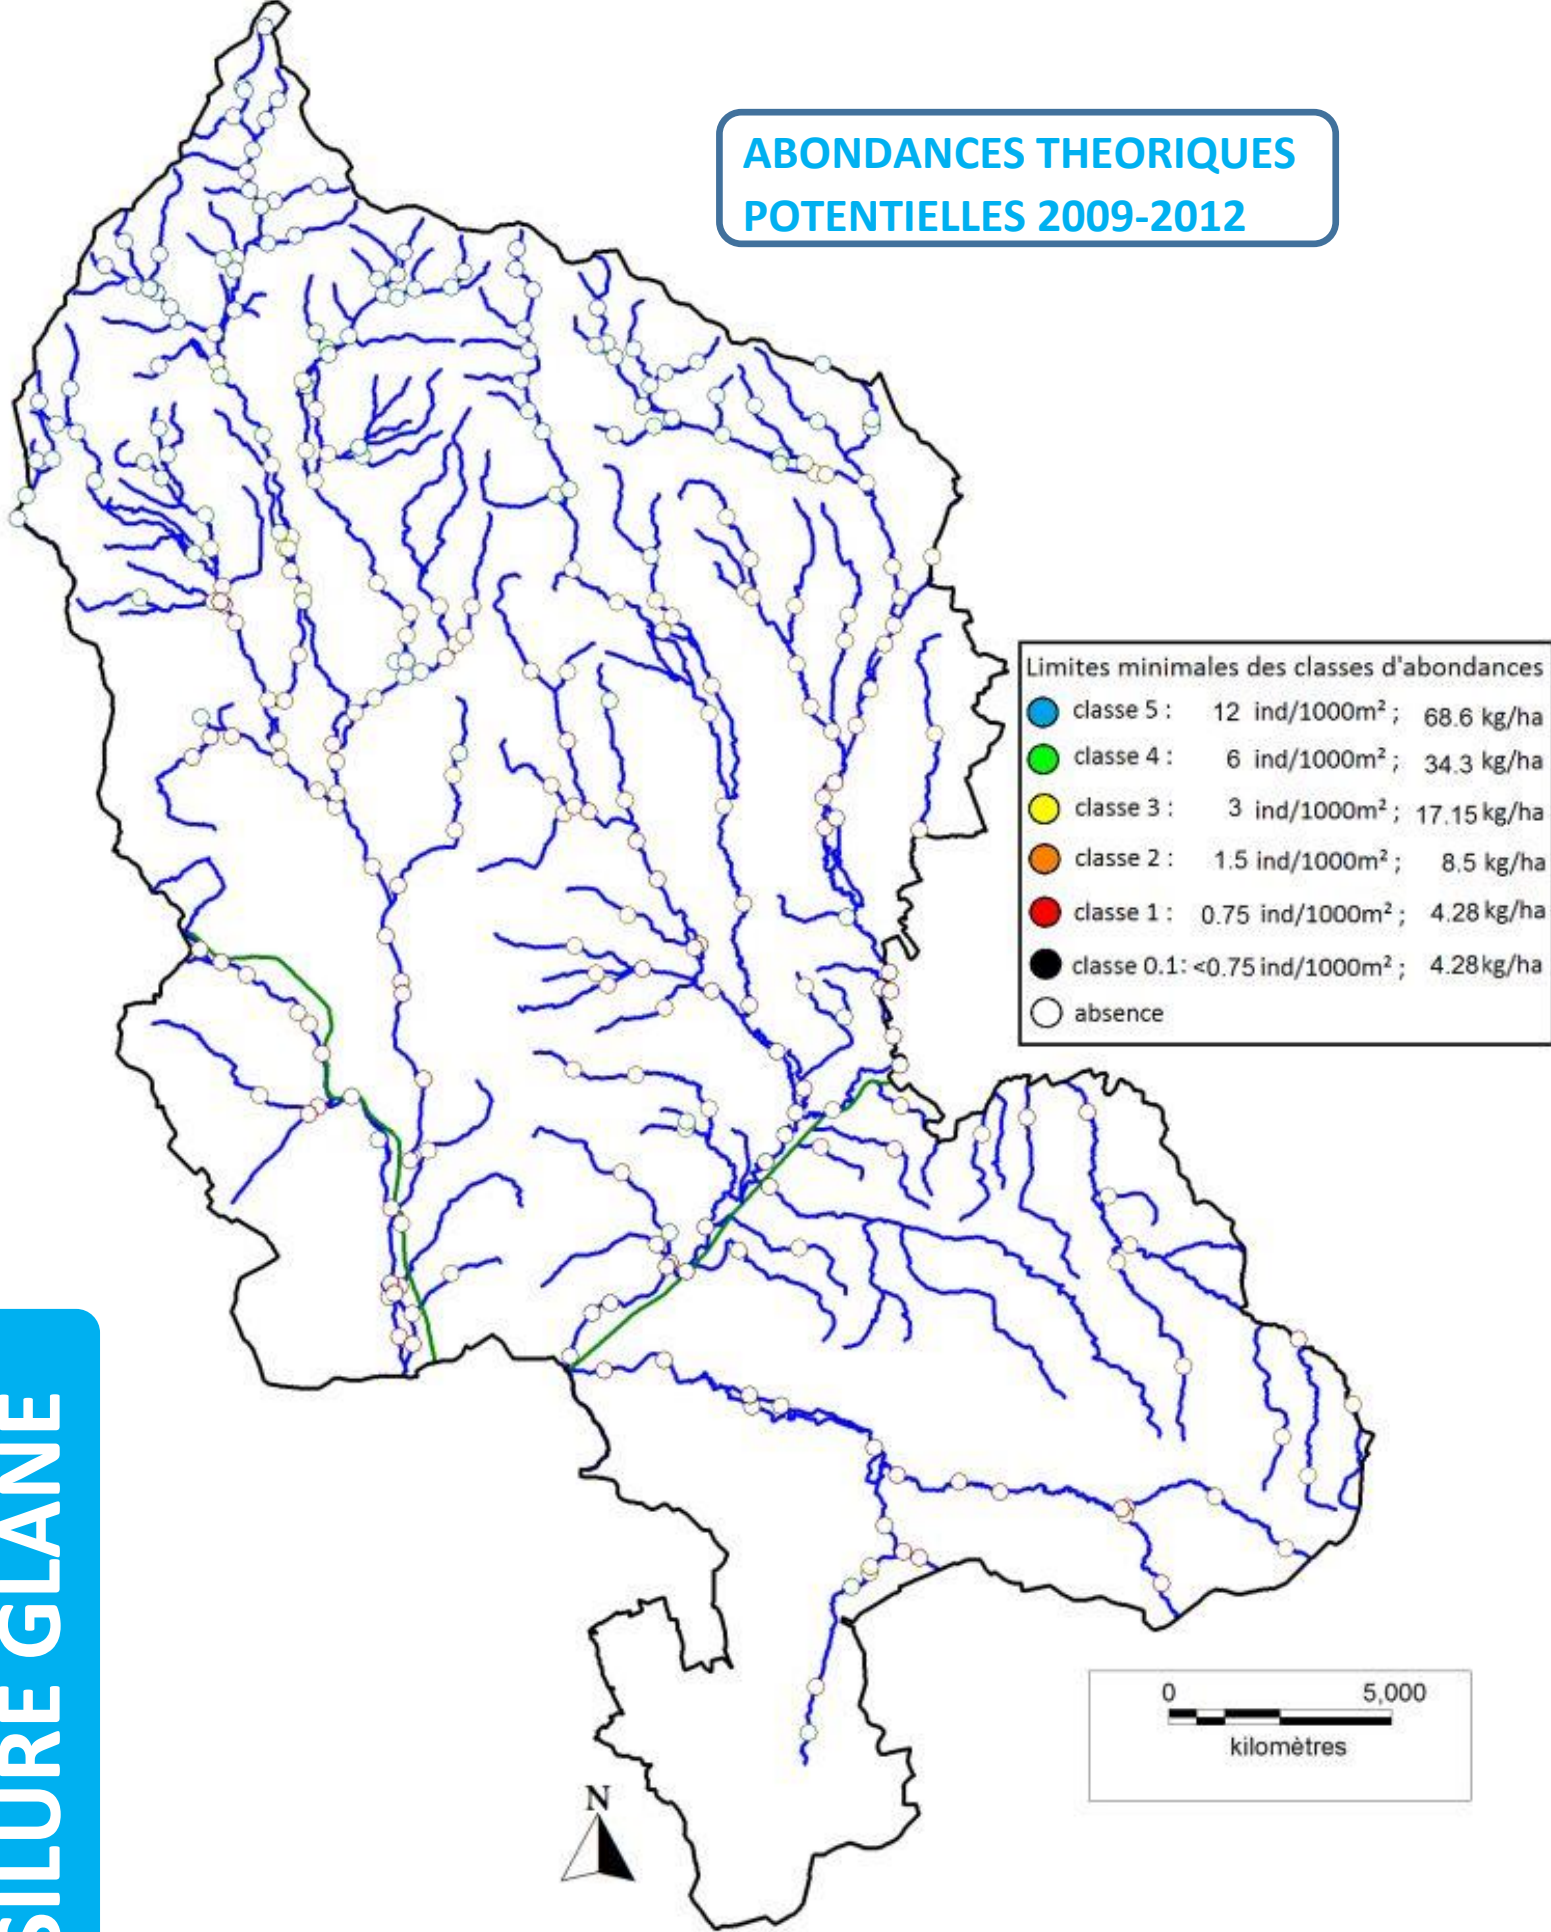 ABONDANCES THEORIQUES
POTENTIELLES 2009-2012
Limites minimales des classes d'abondances
classe 5 : 12 ind/1000m² ; 68.6 kg/ha
classe 4 : 6 ind/1000m² ; 34.3 kg/ha
classe 3 : 3 ind/1000m² ; 17.15 kg/ha
classe 2 : 1.5 ind/1000m² ; 8.5 kg/ha
classe 1 : 0.75 ind/1000m² ; 4.28 kg/ha
classe 0.1: <0.75 ind/1000m² ; 4.28 kg/ha
absence
SILURE GLANE
0 5,000
kilomètres
N